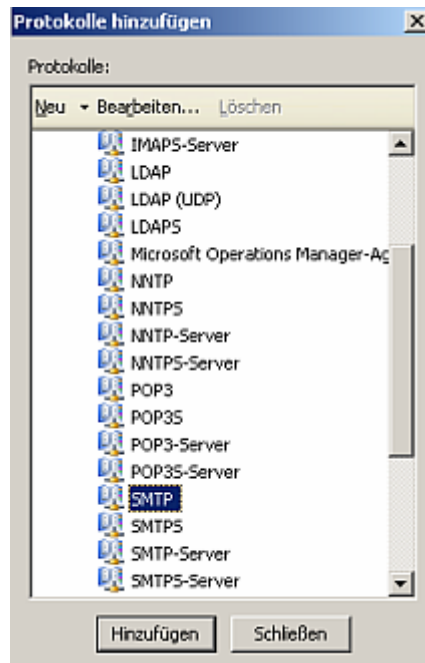 Protokolle hinzufügen
Protokolle:
Neu Bearbeiten... Löschen
IMAPS-Server
LDAP
LDAP (UDP)
LDAPS
Microsoft Operations Manager-Ag
NNTP
NNTPS
NNTP-Server
NNTPS-Server
POP3
POP3S
POP3-Server
POP3S-Server
SMTP
SMTPS
SMTP-Server
SMTPS-Server
Hinzufügen Schließen